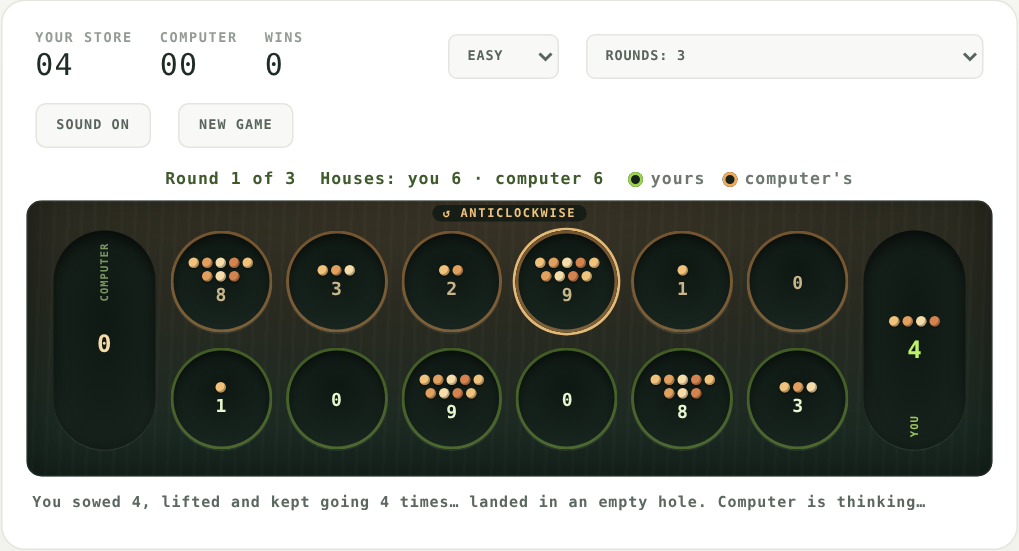 YOUR STORE COMPUTER WINS
04 00 0
EASY ROUNDS: 3
SOUND ON NEW GAME
Round 1 of 3 Houses: you 6 · computer 6 yours computer's
↺ ANTICLOCKWISE
COMPUTER
0
8 3 2 9 1 0
1 0 9 0 8 3
4
YOU
You sowed 4, lifted and kept going 4 times… landed in an empty hole. Computer is thinking…